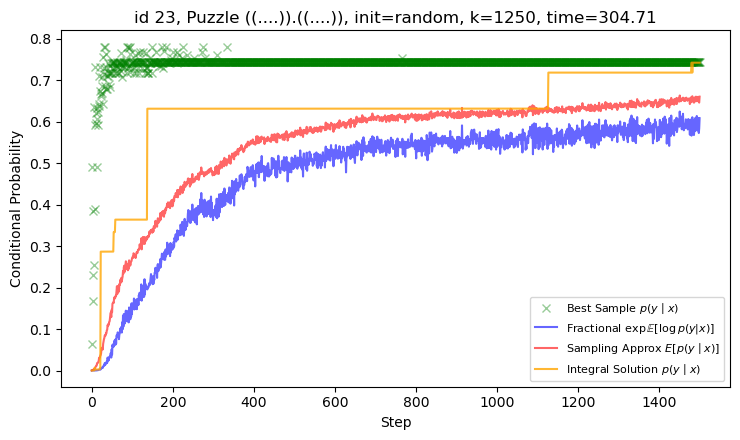 id 23, Puzzle ((....)).((....)), init=random, k=1250, time=304.71
Conditional Probability
0.8
0.7
0.6
0.5
0.4
0.3
0.2
0.1
0.0
Best Sample p(y | x)
Fractional exp 𝔼[log p(y|x)]
Sampling Approx E[p(y | x)]
Integral Solution p(y | x)
0 200 400 600 800 1000 1200 1400
Step